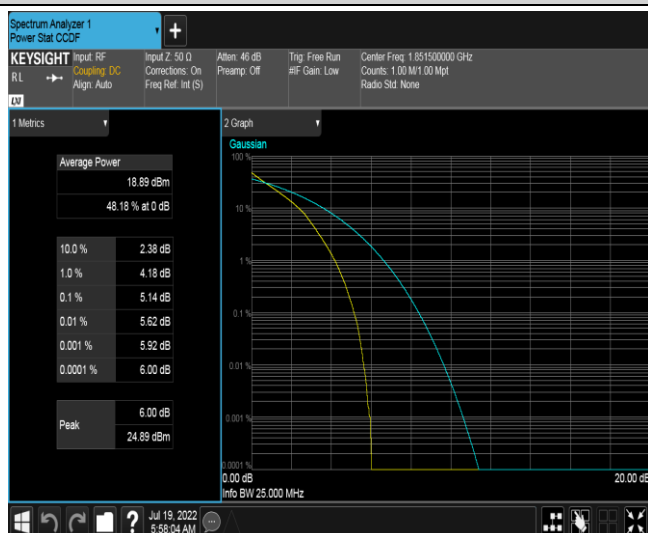 Spectrum Analyzer 1
Power Stat CCDF
KEYSIGHT
R L
LXI
Input: RF
Coupling: DC
Align: Auto
Input Z: 50 Ω
Corrections: On
Freq Ref: Int (S)
Atten: 46 dB
Preamp: Off
Trig: Free Run
#IF Gain: Low
Center Freq: 1.851500000 GHz
Counts: 1.00 M/1.00 Mpt
Radio Std: None
1 Metrics
Average Power
18.89 dBm
48.18 % at 0 dB
10.0 % 2.38 dB
1.0 % 4.18 dB
0.1 % 5.14 dB
0.01 % 5.62 dB
0.001 % 5.92 dB
0.0001 % 6.00 dB
Peak
6.00 dB
24.89 dBm
2 Graph
Gaussian
100 %
10 %
1 %
0.1 %
0.01 %
0.001 %
0.0001 %
0.00 dB 20.00 dB
Info BW 25.000 MHz
Jul 19, 2022
5:58:04 AM